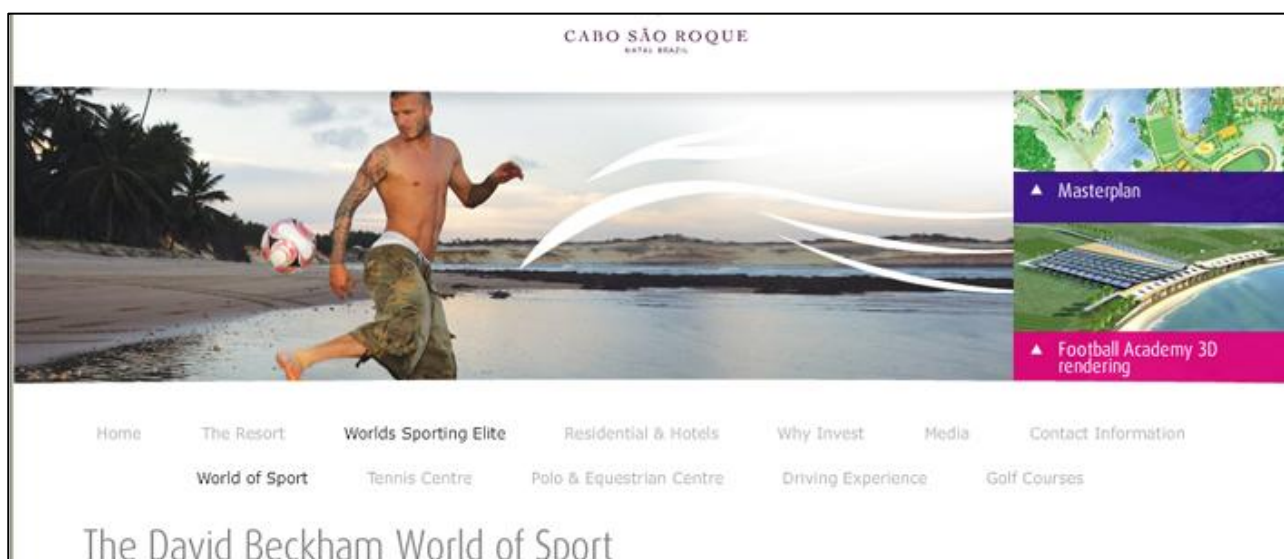 CABO SÃO ROQUE
NATAL BRAZIL
Masterplan
Football Academy 3D
rendering
Home The Resort Worlds Sporting Elite Residential & Hotels Why Invest Media Contact Information
World of Sport Tennis Centre Polo & Equestrian Centre Driving Experience Golf Courses
The David Beckham World of Sport